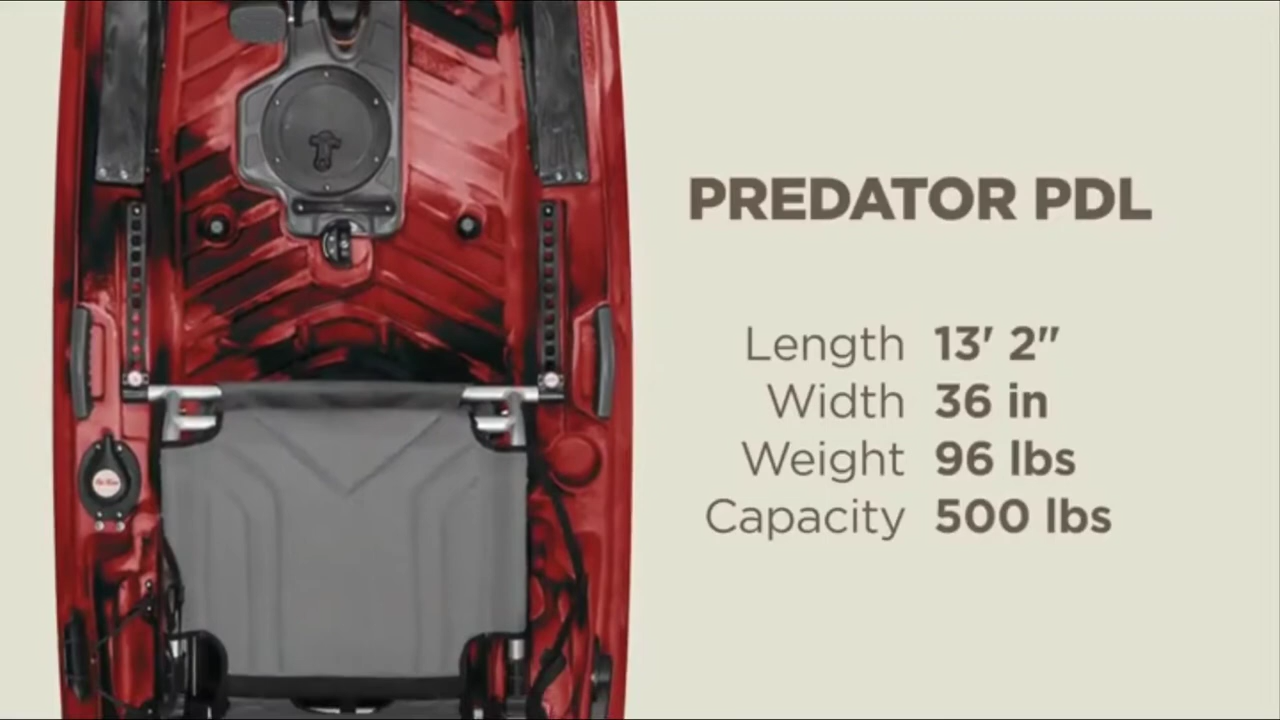 PREDATOR PDL
Length 13' 2"
Width 36 in
Weight 96 lbs
Capacity 500 lbs